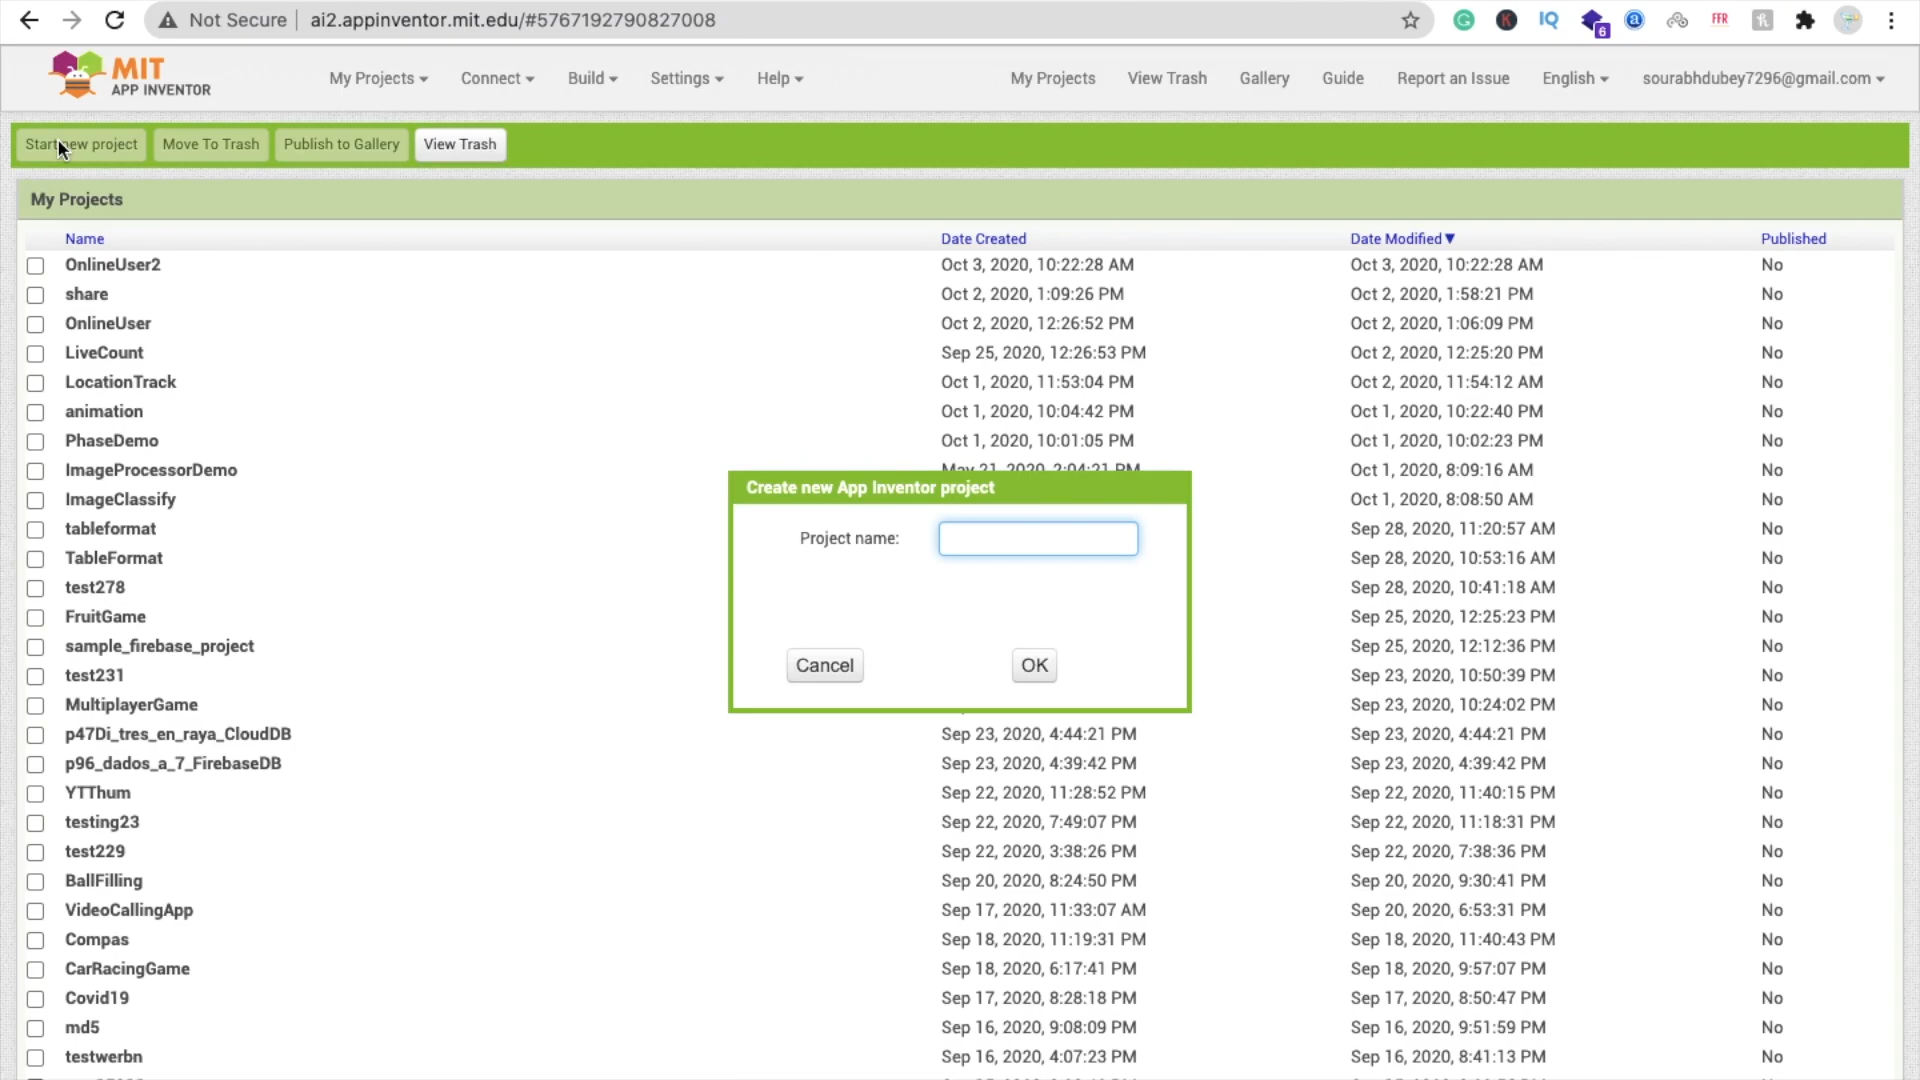 Not Secure ai2.appinventor.mit.edu/#5767192790827008
IQ 6 a FFR
MIT
APP INVENTOR
My Projects Connect Build Settings Help My Projects View Trash Gallery Guide Report an Issue English sourabhdubey7296@gmail.com
Start new project Move To Trash Publish to Gallery View Trash
My Projects
Name Date Created Date Modified Published
OnlineUser2 Oct 3, 2020, 10:22:28 AM Oct 3, 2020, 10:22:28 AM No
share Oct 2, 2020, 1:09:26 PM Oct 2, 2020, 1:58:21 PM No
OnlineUser Oct 2, 2020, 12:26:52 PM Oct 2, 2020, 1:06:09 PM No
LiveCount Sep 25, 2020, 12:26:53 PM Oct 2, 2020, 12:25:20 PM No
LocationTrack Oct 1, 2020, 11:53:04 PM Oct 2, 2020, 11:54:12 AM No
animation Oct 1, 2020, 10:04:42 PM Oct 1, 2020, 10:22:40 PM No
PhaseDemo Oct 1, 2020, 10:01:05 PM Oct 1, 2020, 10:02:23 PM No
ImageProcessorDemo May 21, 2020, 2:04:21 PM Oct 1, 2020, 8:09:16 AM No
ImageClassify Oct 1, 2020, 8:08:50 AM No
tableformat Sep 28, 2020, 11:20:57 AM No
TableFormat Sep 28, 2020, 10:53:16 AM No
test278 Sep 28, 2020, 10:41:18 AM No
FruitGame Sep 25, 2020, 12:25:23 PM No
sample_firebase_project Sep 25, 2020, 12:12:36 PM No
test231 Sep 23, 2020, 10:50:39 PM No
MultiplayerGame Sep 23, 2020, 10:24:02 PM No
p47Di_tres_en_raya_CloudDB Sep 23, 2020, 4:44:21 PM Sep 23, 2020, 4:44:21 PM No
p96_dados_a_7_FirebaseDB Sep 23, 2020, 4:39:42 PM Sep 23, 2020, 4:39:42 PM No
YTThum Sep 22, 2020, 11:28:52 PM Sep 22, 2020, 11:40:15 PM No
testing23 Sep 22, 2020, 7:49:07 PM Sep 22, 2020, 11:18:31 PM No
test229 Sep 22, 2020, 3:38:26 PM Sep 22, 2020, 7:38:36 PM No
BallFilling Sep 20, 2020, 8:24:50 PM Sep 20, 2020, 9:30:41 PM No
VideoCallingApp Sep 17, 2020, 11:33:07 AM Sep 20, 2020, 6:53:31 PM No
Compas Sep 18, 2020, 11:19:31 PM Sep 18, 2020, 11:40:43 PM No
CarRacingGame Sep 18, 2020, 6:17:41 PM Sep 18, 2020, 9:57:07 PM No
Covid19 Sep 17, 2020, 8:28:18 PM Sep 17, 2020, 8:50:47 PM No
md5 Sep 16, 2020, 9:08:09 PM Sep 16, 2020, 9:51:59 PM No
testwerbn Sep 16, 2020, 4:07:23 PM Sep 16, 2020, 8:41:13 PM No
Create new App Inventor project
Project name:
Cancel OK